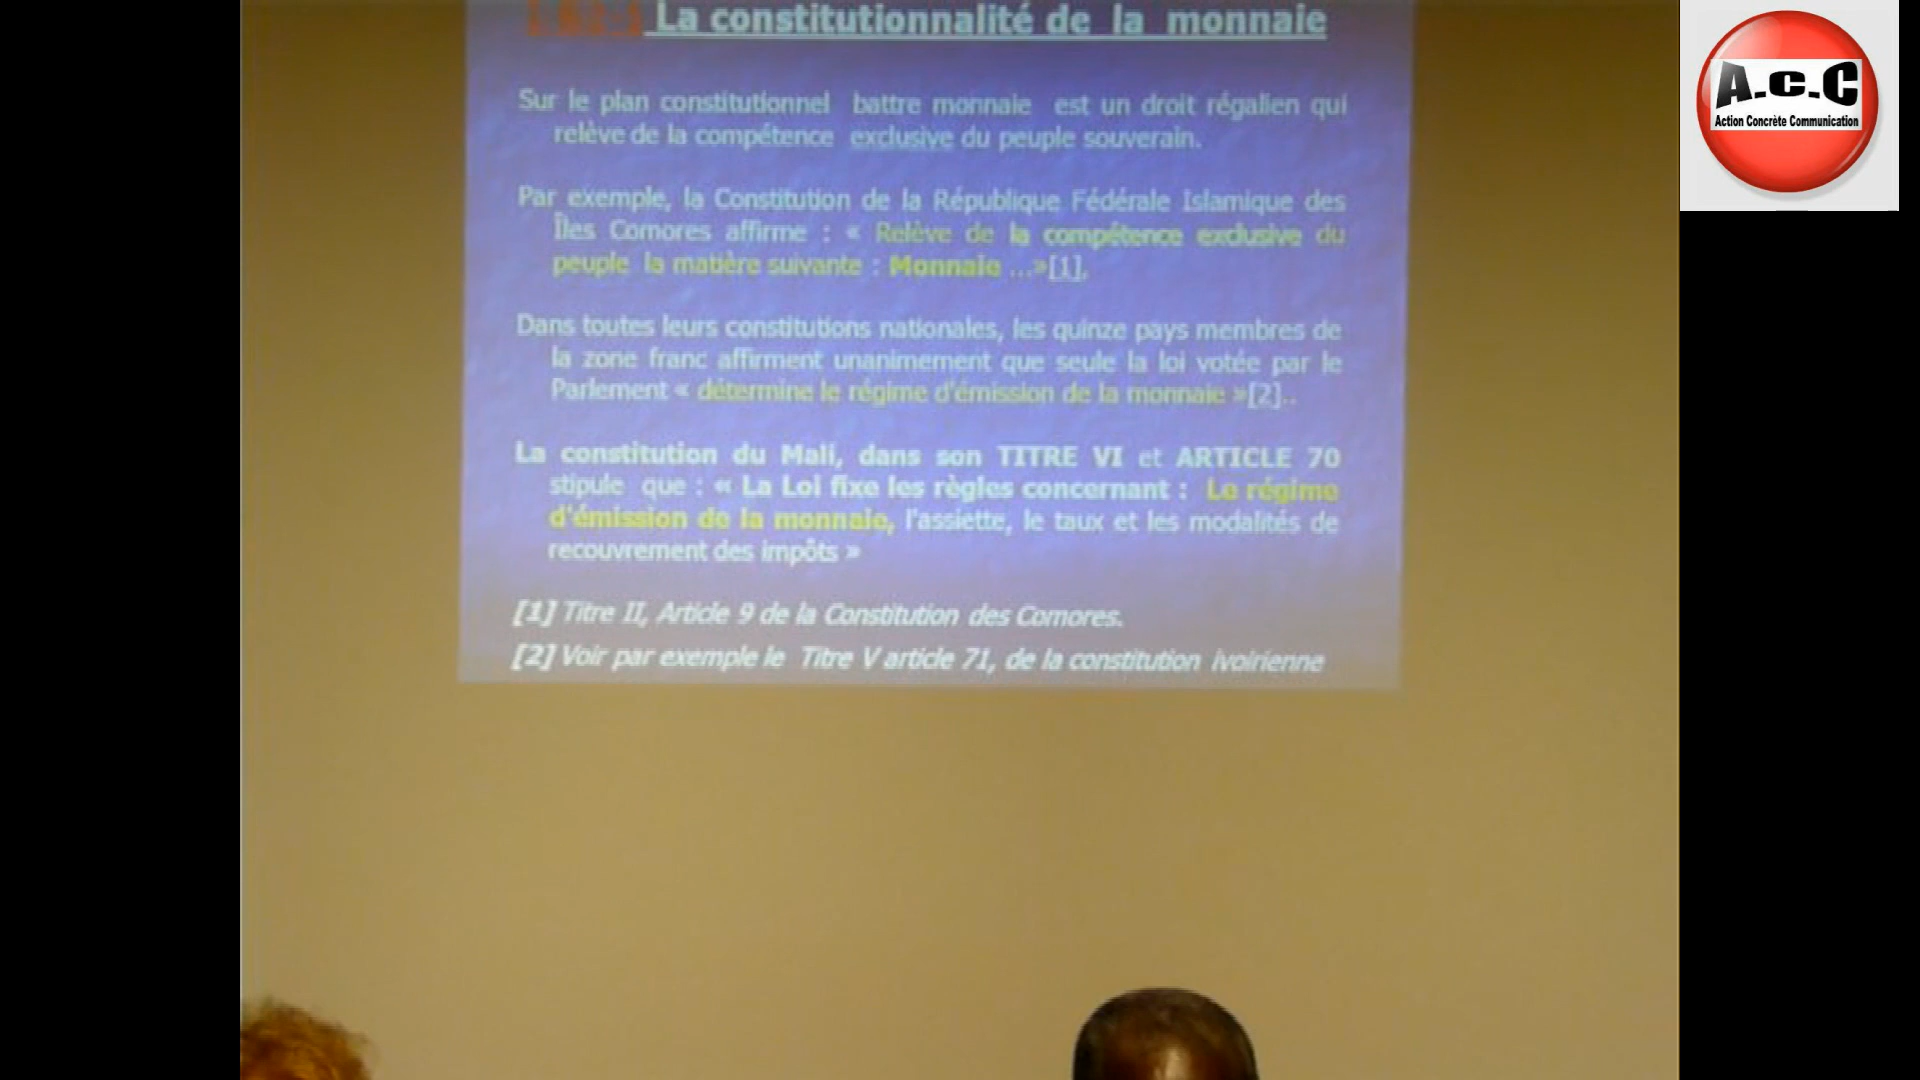 La constitutionnalité de la monnaie
Sur le plan constitutionnel battre monnaie est un droit régalien qui
relève de la compétence exclusive du peuple souverain.
Par exemple, la Constitution de la République Fédérale Islamique des
Îles Comores affirme : « Relève de la compétence exclusive du
peuple la matière suivante : Monnaie ...»[1].
Dans toutes leurs constitutions nationales, les quinze pays membres de
la zone franc affirment unanimement que seule la loi votée par le
Parlement « détermine le régime d'émission de la monnaie »[2]..
La constitution du Mali, dans son TITRE VI et ARTICLE 70
stipule que : « La Loi fixe les règles concernant : Le régime
d'émission de la monnaie, l'assiette, le taux et les modalités de
recouvrement des impôts »
[1] Titre II, Article 9 de la Constitution des Comores.
[2] Voir par exemple le Titre V article 71, de la constitution ivoirienne
A.C.C
Action Concrète Communication